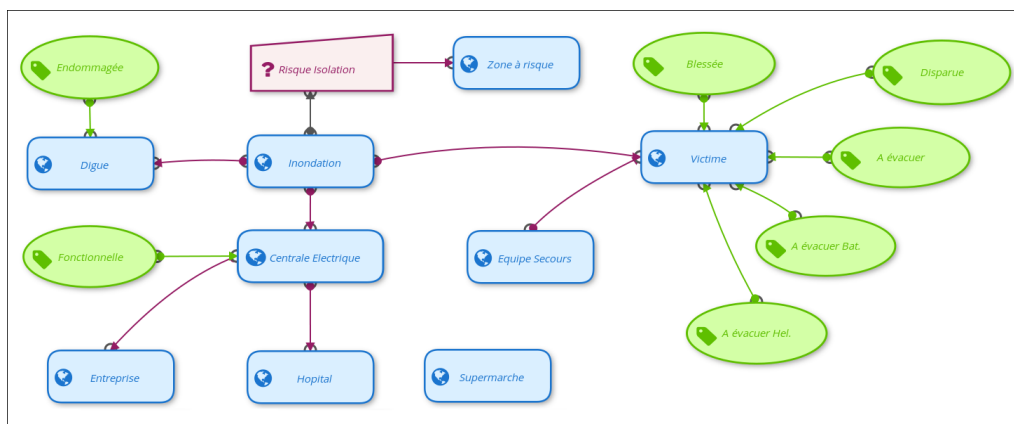 Endommagée
? Risque Isolation
Zone à risque
Blessée
Disparue
Digue
Inondation
Victime
A évacuer
Fonctionnelle
Centrale Electrique
Equipe Secours
A évacuer Bat.
A évacuer Hel.
Entreprise
Hopital
Supermarche